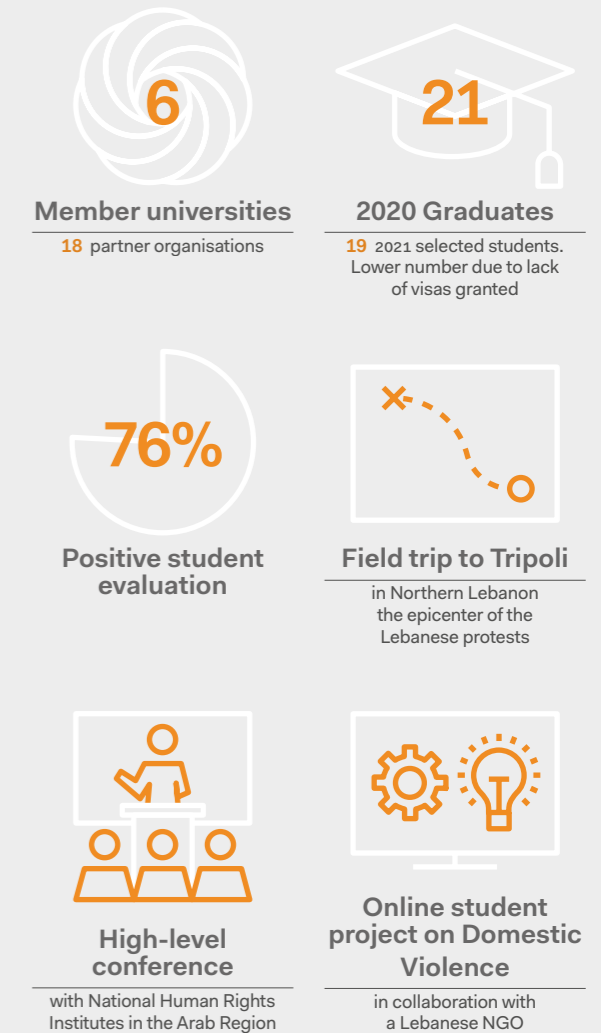 6
Member universities
18 partner organisations
21
2020 Graduates
19 2021 selected students.
Lower number due to lack
of visas granted
76%
Positive student
evaluation
Field trip to Tripoli
in Northern Lebanon
the epicenter of the
Lebanese protests
High-level
conference
with National Human Rights
Institutes in the Arab Region
Online student
project on Domestic
Violence
in collaboration with
a Lebanese NGO